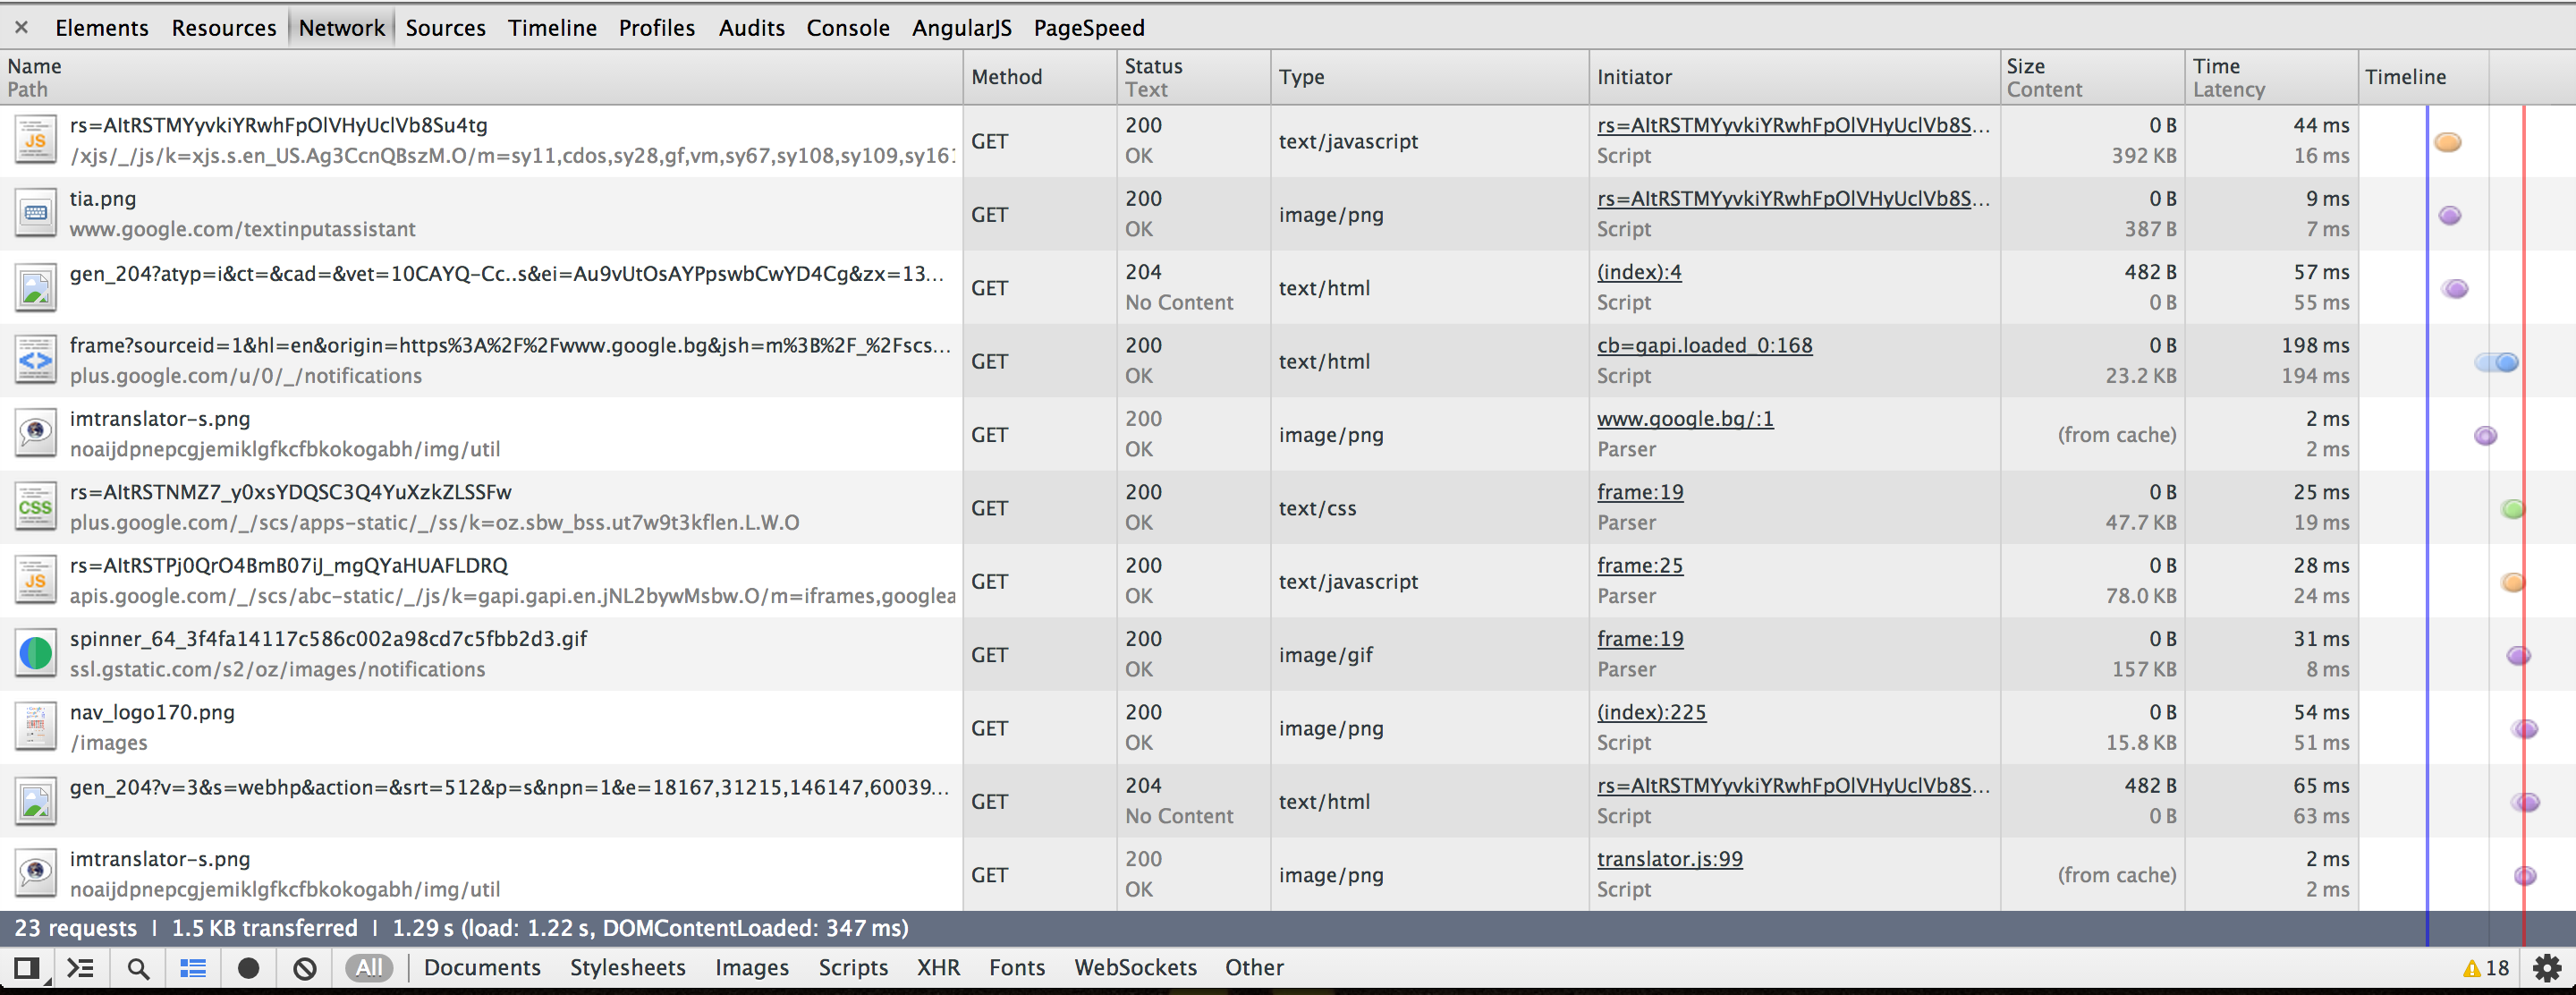 × Elements Resources Network Sources Timeline Profiles Audits Console AngularJS PageSpeed
Name Method Status Type Initiator Size Time Timeline
Path Text Content Latency
rs=AItRSTMYyvkiYRwhFpOlVHyUclVb8Su4tg 200 rs=AItRSTMYyvkiYRwhFpOlVHyUclVb8S... 0 B 44 ms
JS GET text/javascript
/xjs/_/js/k=xjs.s.en_US.Ag3CcnQBszM.O/m=sy11,cdos,sy28,gf,vm,sy67,sy108,sy109,sy161 OK Script 392 KB 16 ms
tia.png 200 rs=AItRSTMYyvkiYRwhFpOlVHyUclVb8S... 0 B 9 ms
GET image/png
www.google.com/textinputassistant OK Script 387 B 7 ms
gen_204?atyp=i&ct=&cad=&vet=10CAYQ-Cc..s&ei=Au9vUtOsAYPpswbCwYD4Cg&zx=13... 204 (index):4 482 B 57 ms
GET text/html
No Content Script 0 B 55 ms
frame?sourceid=1&hl=en&origin=https%3A%2F%2Fwww.google.bg&jsh=m%3B%2F_%2Fscs... 200 cb=gapi.loaded_0:168 0 B 198 ms
<> GET text/html
plus.google.com/u/0/_/notifications OK Script 23.2 KB 194 ms
imtranslator-s.png 200 www.google.bg/:1 2 ms
GET image/png (from cache)
noaijdpnepcgjemiklgfkcfbkokogabh/img/util OK Parser 2 ms
rs=AItRSTNMZ7_y0xsYDQSC3Q4YuXzkZLSSFw 200 frame:19 0 B 25 ms
CSS GET text/css
plus.google.com/_/scs/apps-static/_/ss/k=oz.sbw_bss.ut7w9t3kflen.L.W.O OK Parser 47.7 KB 19 ms
rs=AItRSTPj0QrO4BmB07iJ_mgQYaHUAFLDRQ 200 frame:25 0 B 28 ms
JS GET text/javascript
apis.google.com/_/scs/abc-static/_/js/k=gapi.gapi.en.jNL2bywMsbw.O/m=iframes,googlea OK Parser 78.0 KB 24 ms
spinner_64_3f4fa14117c586c002a98cd7c5fbb2d3.gif 200 frame:19 0 B 31 ms
GET image/gif
ssl.gstatic.com/s2/oz/images/notifications OK Parser 157 KB 8 ms
nav_logo170.png 200 (index):225 0 B 54 ms
GET image/png
/images OK Script 15.8 KB 51 ms
gen_204?v=3&s=webhp&action=&srt=512&p=s&npn=1&e=18167,31215,146147,60039... 204 rs=AItRSTMYyvkiYRwhFpOlVHyUclVb8S... 482 B 65 ms
GET text/html
No Content Script 0 B 63 ms
imtranslator-s.png 200 translator.js:99 2 ms
GET image/png (from cache)
noaijdpnepcgjemiklgfkcfbkokogabh/img/util OK Script 2 ms
23 requests | 1.5 KB transferred | 1.29 s (load: 1.22 s, DOMContentLoaded: 347 ms)
All Documents Stylesheets Images Scripts XHR Fonts WebSockets Other 18